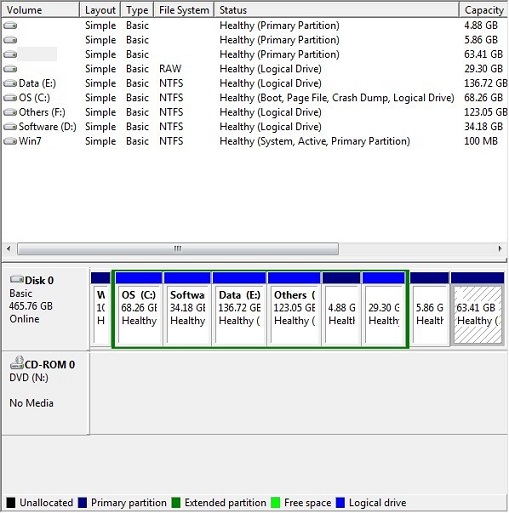 Volume Layout Type File System Status Capacity
Simple Basic Healthy (Primary Partition) 4.88 GB
Simple Basic Healthy (Primary Partition) 5.86 GB
Simple Basic Healthy (Primary Partition) 63.41 GB
Simple Basic RAW Healthy (Logical Drive) 29.30 GB
Data (E:) Simple Basic NTFS Healthy (Logical Drive) 136.72 GB
OS (C:) Simple Basic NTFS Healthy (Boot, Page File, Crash Dump, Logical Drive) 68.26 GB
Others (F:) Simple Basic NTFS Healthy (Logical Drive) 123.05 GB
Software (D:) Simple Basic NTFS Healthy (Logical Drive) 34.18 GB
Win7 Simple Basic NTFS Healthy (System, Active, Primary Partition) 100 MB
Disk 0
Basic
465.76 GB
Online
W
10
H
OS (C:)
68.26 GE
Healthy
Softwa
34.18 GE
Healthy
Data (E:)
136.72 G
Healthy
Others (
123.05 G
Healthy
4.88 G
Healtl
29.30 G
Healthy
5.86 G
Health
63.41 GB
Healthy (
CD-ROM 0
DVD (N:)
No Media
Unallocated Primary partition Extended partition Free space Logical drive